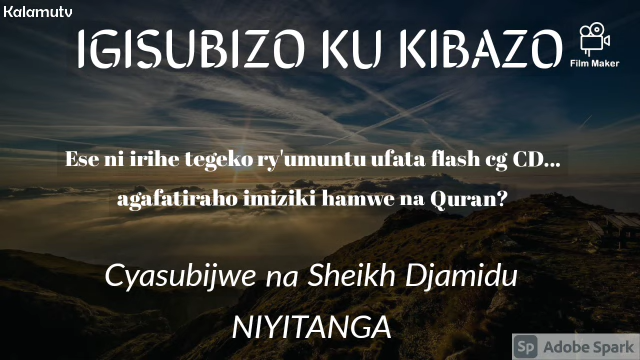 Kalamutv
IGISUBIZO KU KIBAZO
Film Maker
Ese ni irihe tegeko ry'umuntu ufata flash cg CD...
agafatiraho imiziki hamwe na Quran?
Cyasubijwe na Sheikh Djamidu
NIYITANGA
Sp Adobe Spark